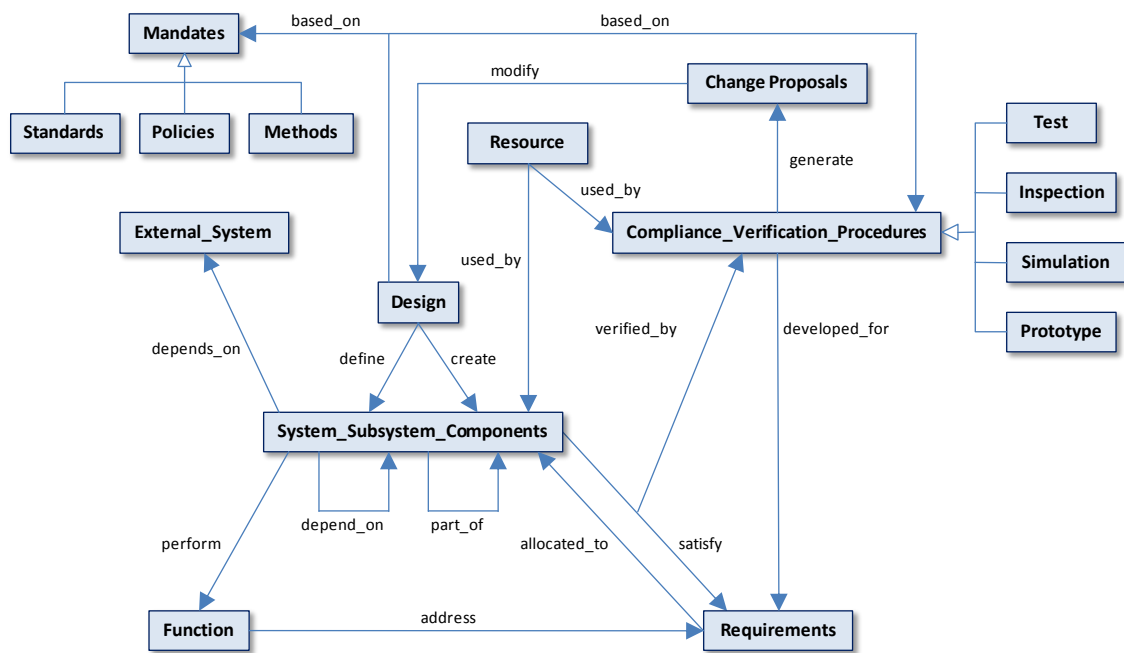 based_on
based_on
Mandates
modify
Change Proposals
Standards
Policies
Methods
Resource
Test
generate
used_by
Inspection
External_System
Compliance_Verification_Procedures
used_by
Simulation
Design
verified_by
developed_for
Prototype
depends_on
define
create
System_Subsystem_Components
depend_on
part_of
perform
allocated_to
satisfy
address
Function
Requirements